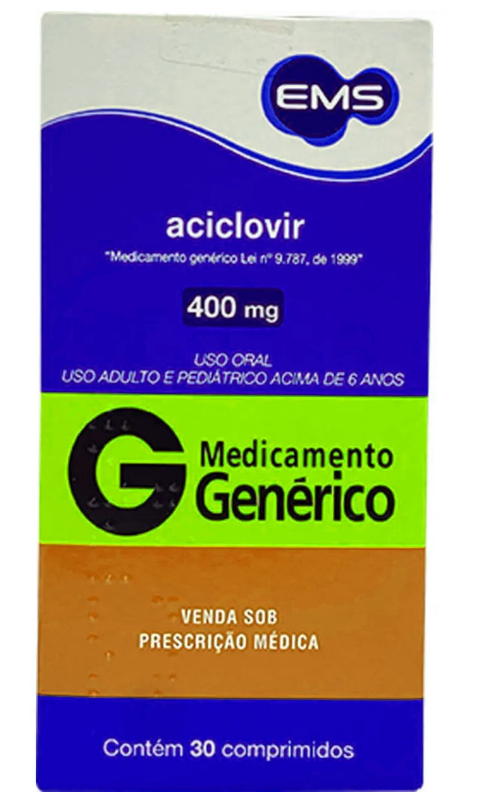 EMS
aciclovir
"Medicamento genérico Lei nº 9.787, de 1999"
400 mg
USO ORAL
USO ADULTO E PEDIÁTRICO ACIMA DE 6 ANOS
G
Medicamento
Genérico
VENDA SOB
PRESCRIÇÃO MÉDICA
Contém 30 comprimidos